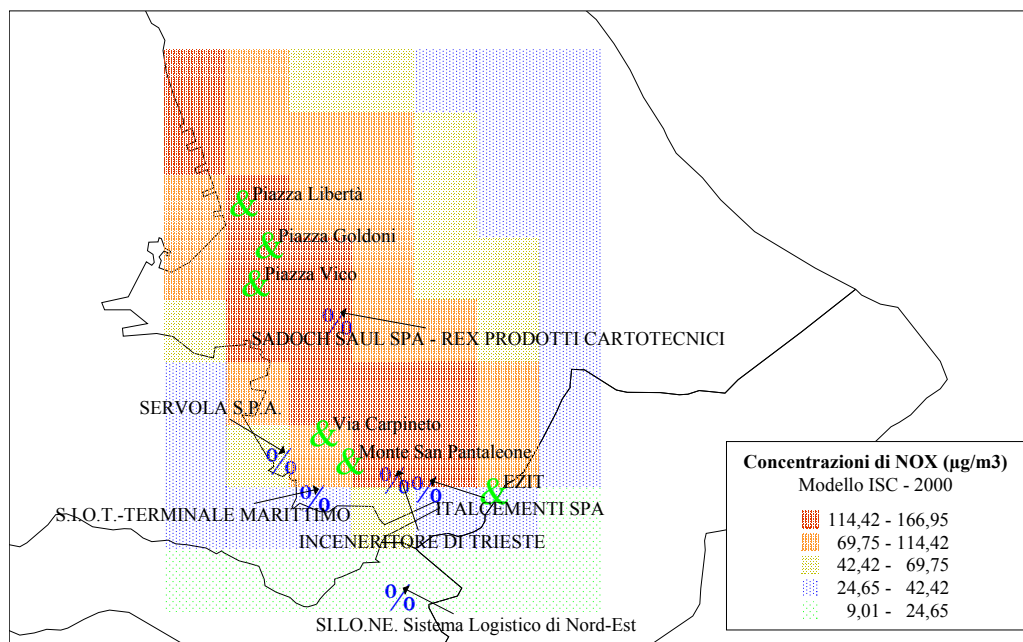 Piazza Libertà
Piazza Goldoni
Piazza Vico
SADOCH SAUL SPA - REX PRODOTTI CARTOTECNICI
SERVOLA S.P.A.
Via Carpineto
Monte San Pantaleone
EZIT
S.I.O.T.-TERMINALE MARITTIMO
ITALCEMENTI SPA
INCENERITORE DI TRIESTE
SI.LO.NE. Sistema Logistico di Nord-Est
Concentrazioni di NOX (µg/m3)
Modello ISC - 2000
114,42 - 166,95
69,75 - 114,42
42,42 - 69,75
24,65 - 42,42
9,01 - 24,65